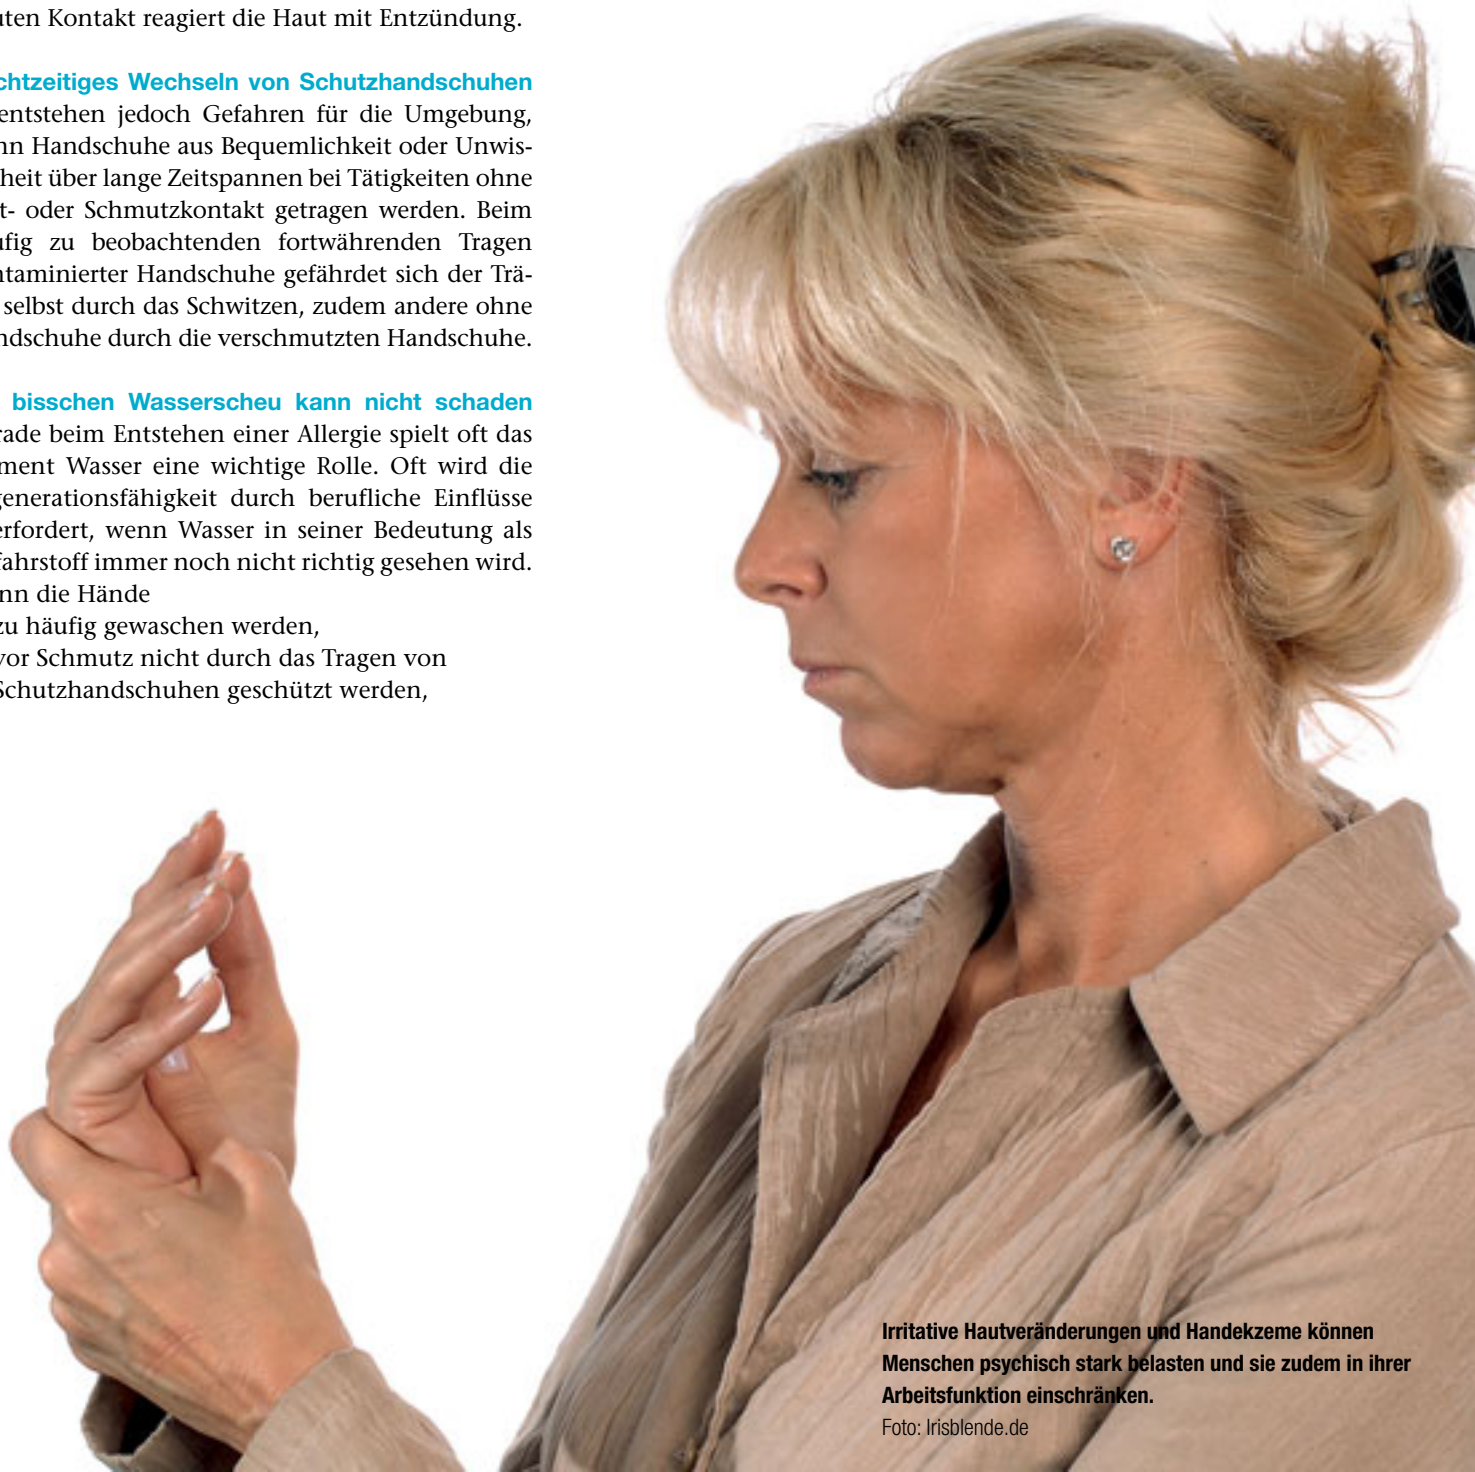 uten Kontakt reagiert die Haut mit Entzündung.
chtzeitiges Wechseln von Schutzhandschuhen
entstehen jedoch Gefahren für die Umgebung,
nn Handschuhe aus Bequemlichkeit oder Unwis-
heit über lange Zeitspannen bei Tätigkeiten ohne
t- oder Schmutzkontakt getragen werden. Beim
ufig zu beobachtenden fortwährenden Tragen
ntaminierter Handschuhe gefährdet sich der Trä-
selbst durch das Schwitzen, zudem andere ohne
ndschuhe durch die verschmutzten Handschuhe.
bisschen Wasserscheu kann nicht schaden
rade beim Entstehen einer Allergie spielt oft das
ment Wasser eine wichtige Rolle. Oft wird die
generationsfähigkeit durch berufliche Einflüsse
erfordert, wenn Wasser in seiner Bedeutung als
fahrstoff immer noch nicht richtig gesehen wird.
nn die Hände
zu häufig gewaschen werden,
vor Schmutz nicht durch das Tragen von
Schutzhandschuhen geschützt werden,
Irritative Hautveränderungen und Handekzeme können
Menschen psychisch stark belasten und sie zudem in ihrer
Arbeitsfunktion einschränken.
Foto: Irisblende.de